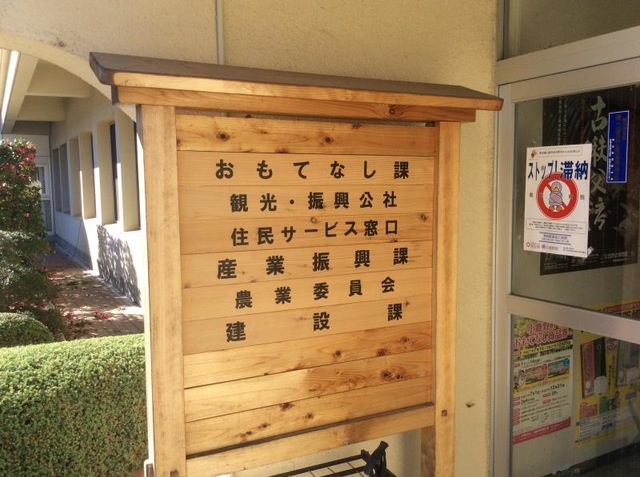 おもてなし課
観光・振興公社
住民サービス窓口
産業振興課
農業委員会
建設課
ストップ!滞納